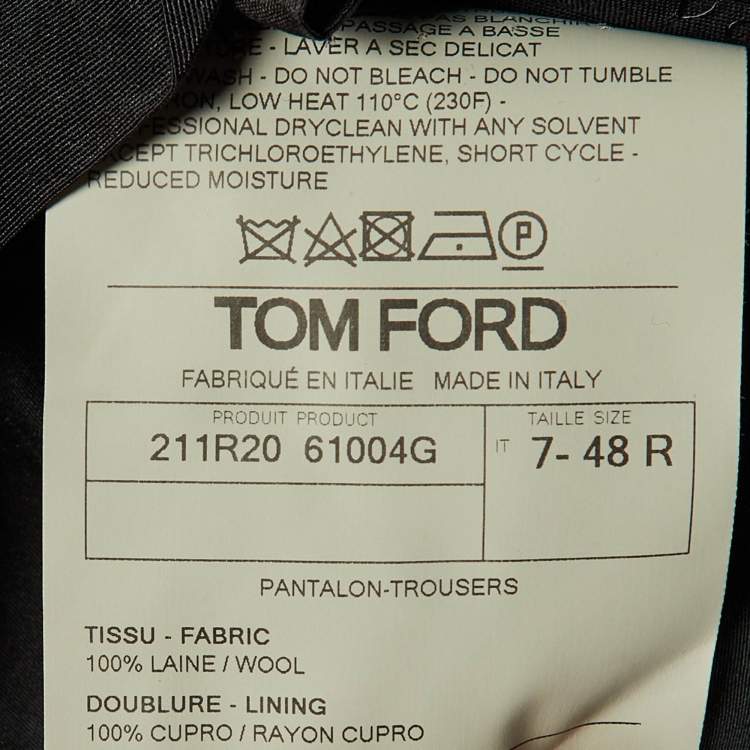 PAS BLANCHIR
PASSAGE A BASSE
- LAVER A SEC DELICAT
WASH - DO NOT BLEACH - DO NOT TUMBLE
IRON, LOW HEAT 110°C (230F) -
PROFESSIONAL DRYCLEAN WITH ANY SOLVENT
EXCEPT TRICHLOROETHYLENE, SHORT CYCLE -
REDUCED MOISTURE
P
TOM FORD
FABRIQUÉ EN ITALIE MADE IN ITALY
PRODUIT PRODUCT
211R20 61004G
TAILLE SIZE
IT 7- 48 R
PANTALON-TROUSERS
TISSU - FABRIC
100% LAINE / WOOL
DOUBLURE - LINING
100% CUPRO / RAYON CUPRO